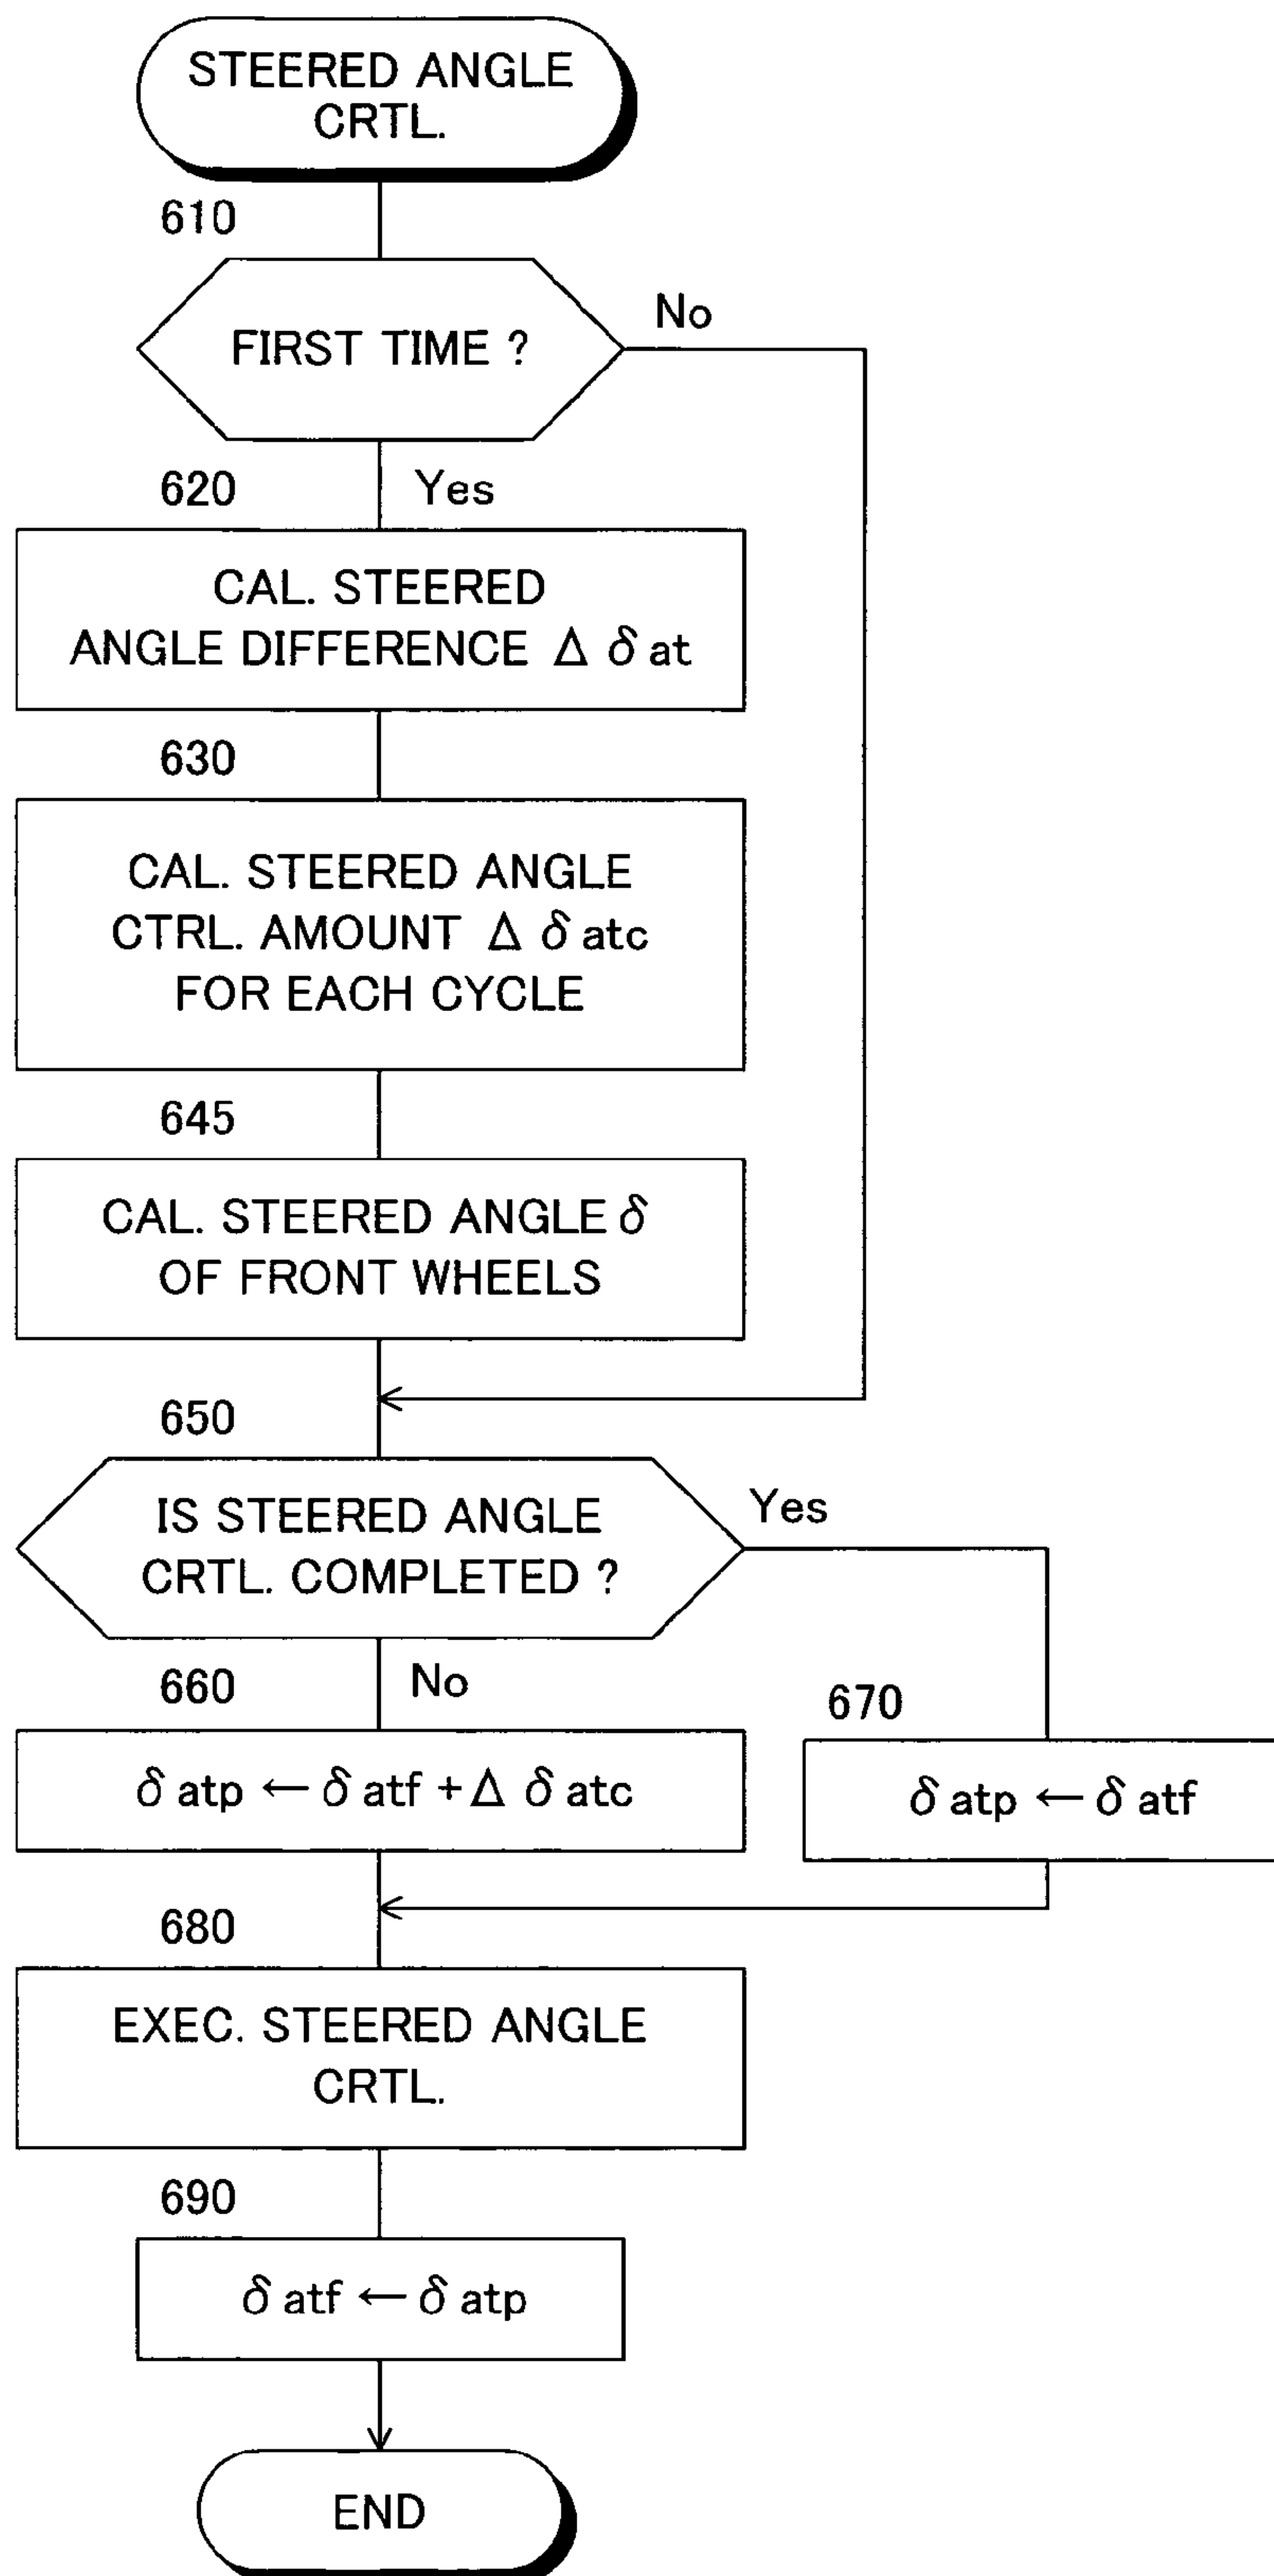 STEERED ANGLE
CRTL.
610
FIRST TIME ?
No
620
Yes
CAL. STEERED
ANGLE DIFFERENCE Δ δ at
630
CAL. STEERED ANGLE
CTRL. AMOUNT Δ δ atc
FOR EACH CYCLE
645
CAL. STEERED ANGLE δ
OF FRONT WHEELS
650
IS STEERED ANGLE
CRTL. COMPLETED ?
Yes
660
No
670
δ atp ← δ atf + Δ δ atc
δ atp ← δ atf
680
EXEC. STEERED ANGLE
CRTL.
690
δ atf ← δ atp
END